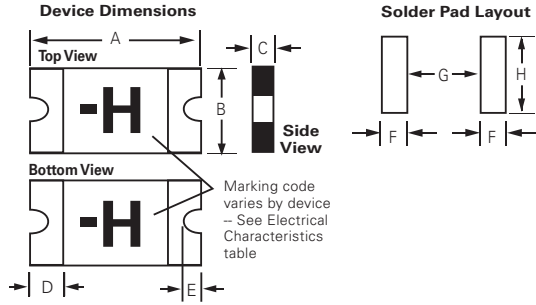 Device Dimensions
Solder Pad Layout
A
C
Top View
-H
B
G
H
Side
View
F
F
Bottom View
-H
Marking code
varies by device
– See Electrical
Characteristics
table
D
E